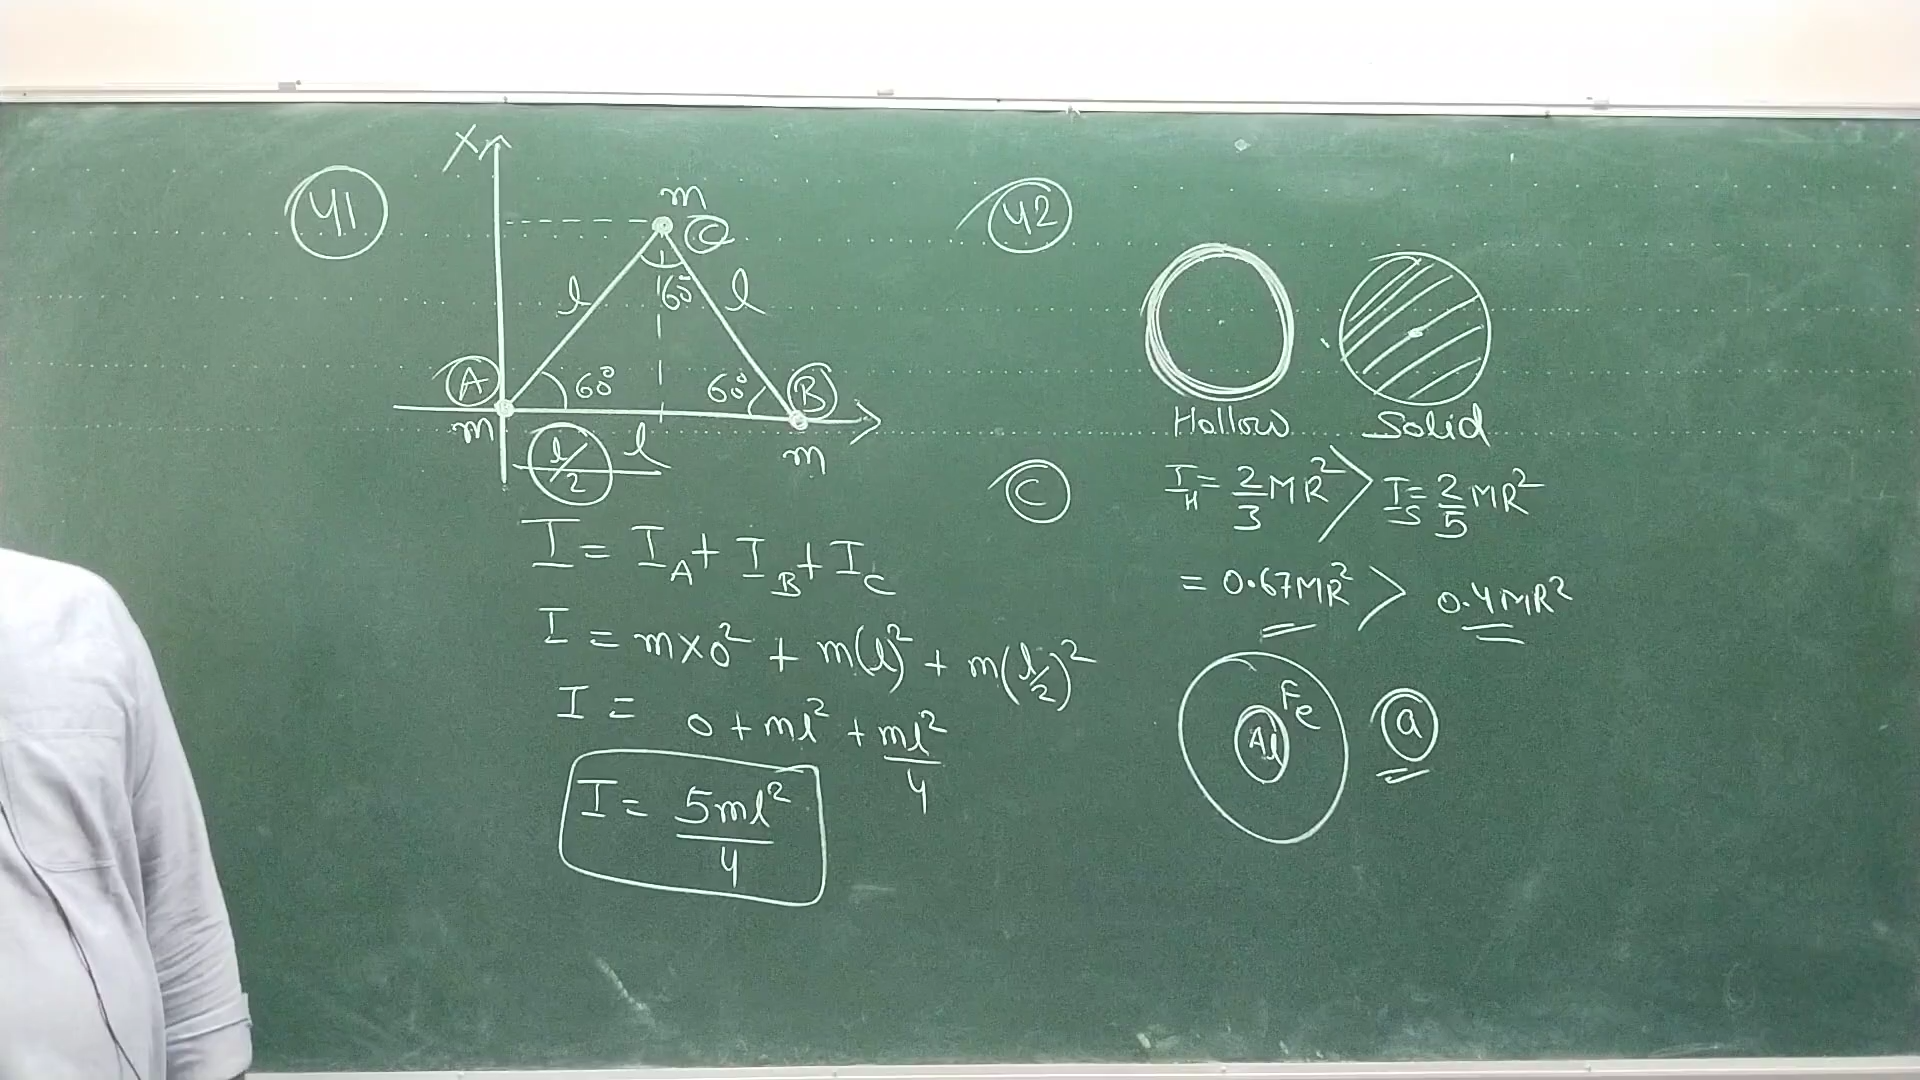 41
X
m
C
l
60°
l
A
60°
60°
B
m
l/2
l
m
I = I_A + I_B + I_C
I = m×0² + m(l)² + m(l/2)²
I = 0 + ml² + ml²/4
I = 5ml²/4
42
Hollow
Solid
C
I_H = 2/3 MR² > I_S = 2/5 MR²
= 0.67MR² > 0.4MR²
Fe
Al
a